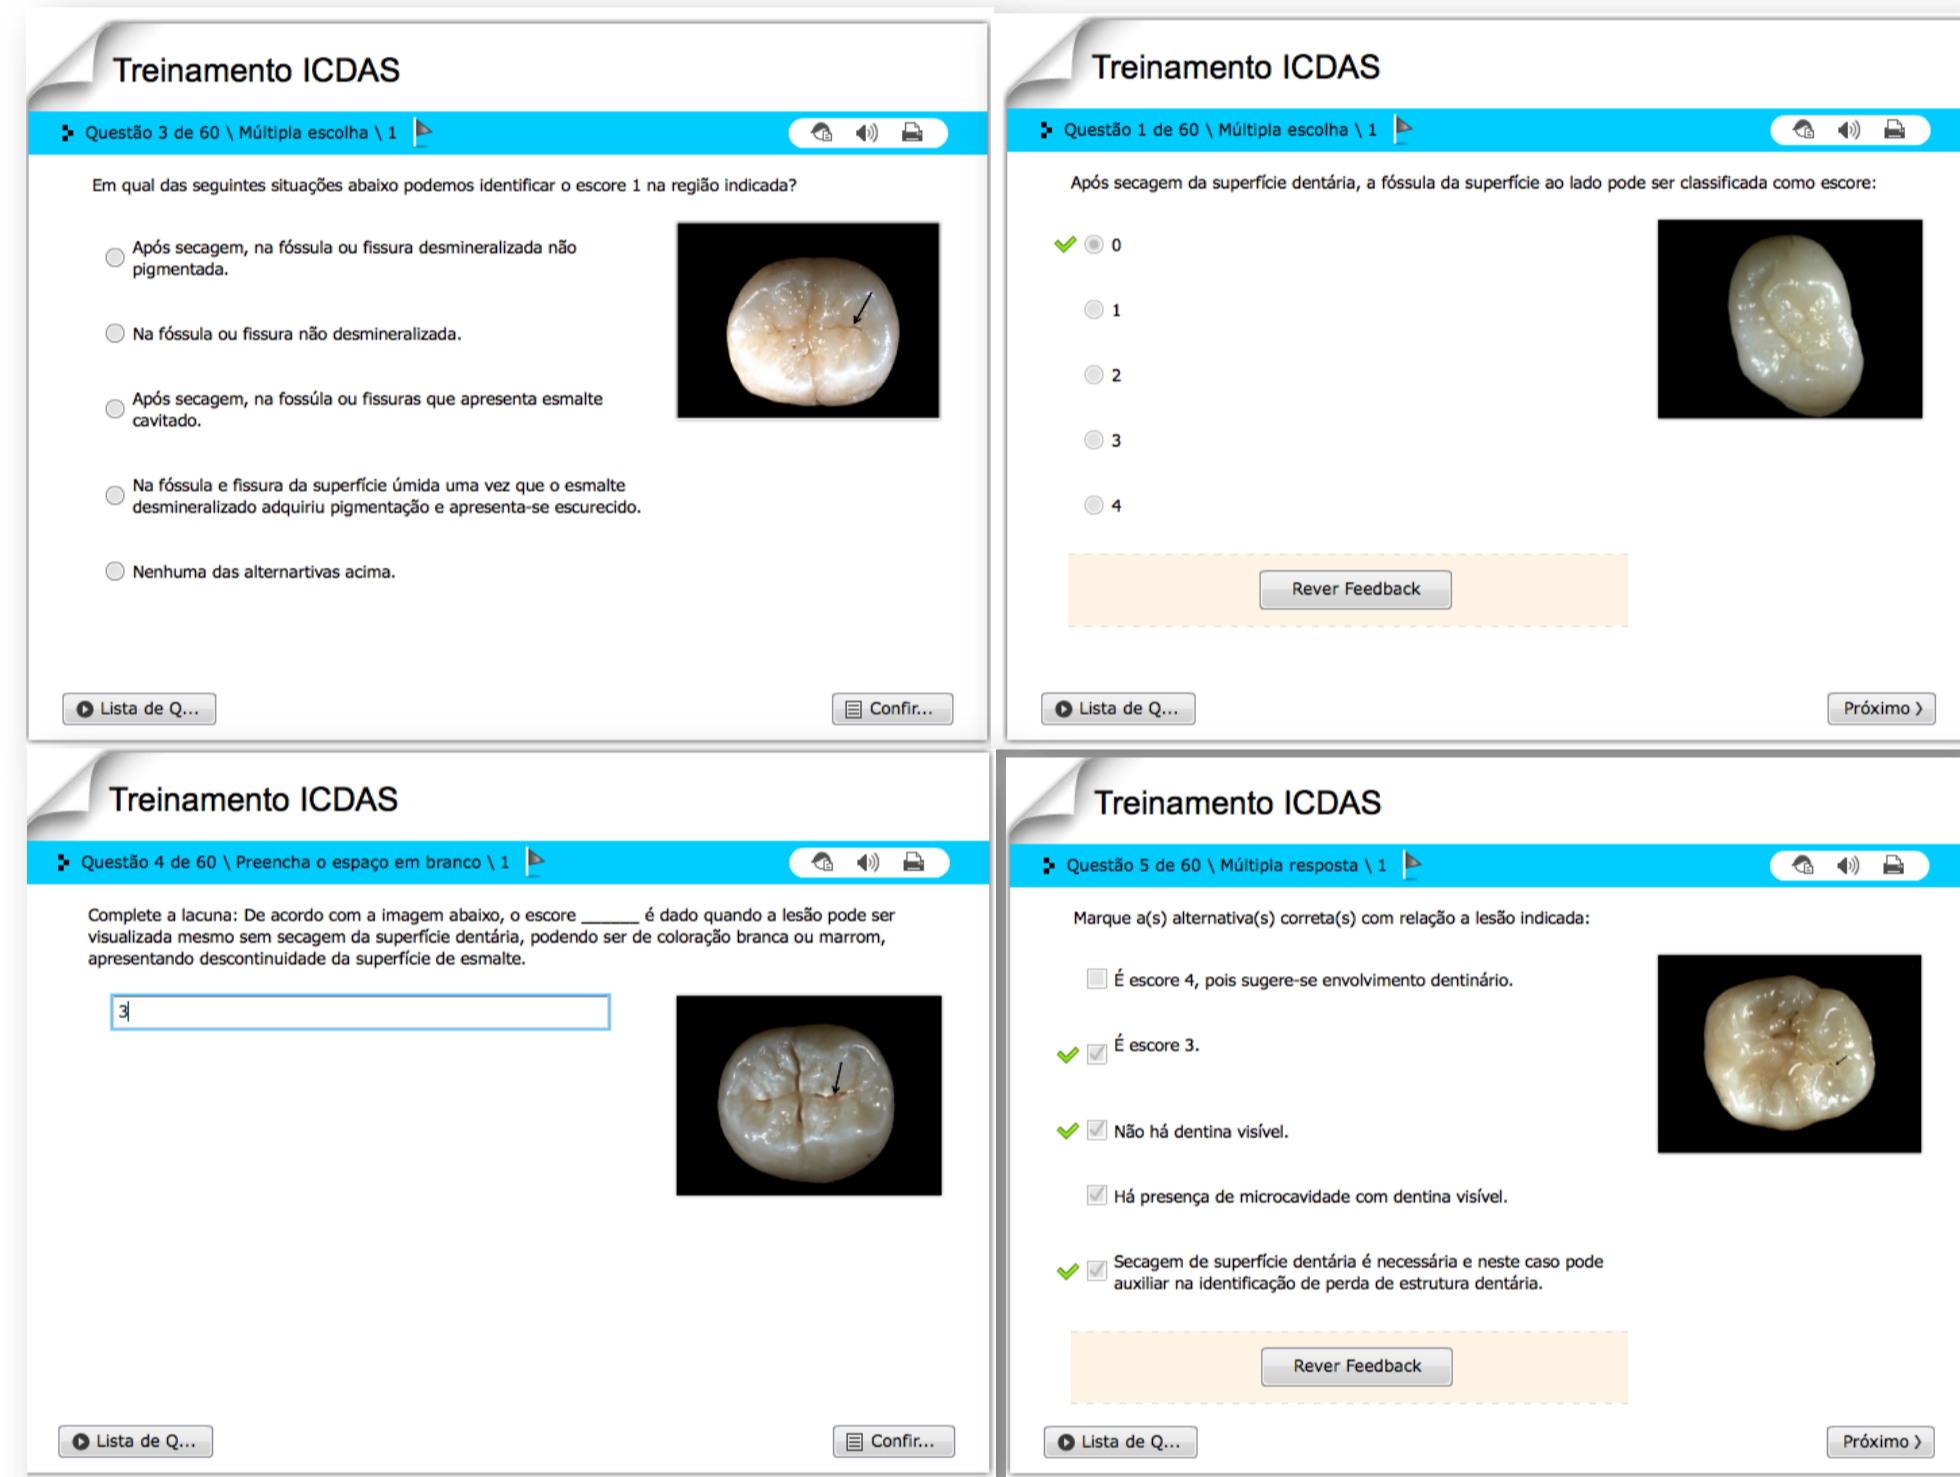 Treinamento ICDAS
Questão 3 de 60 \ Múltipla escolha \ 1
Em qual das seguintes situações abaixo podemos identificar o escore 1 na região indicada?
Após secagem, na fóssula ou fissura desmineralizada não
pigmentada.
Na fóssula ou fissura não desmineralizada.
Após secagem, na fossúla ou fissuras que apresenta esmalte
cavitado.
Na fóssula e fissura da superfície úmida uma vez que o esmalte
desmineralizado adquiriu pigmentação e apresenta-se escurecido.
Nenhuma das alternartivas acima.
Lista de Q...
Confir...
Treinamento ICDAS
Questão 1 de 60 \ Múltipla escolha \ 1
Após secagem da superfície dentária, a fóssula da superfície ao lado pode ser classificada como escore:
0
1
2
3
4
Rever Feedback
Lista de Q...
Próximo
Treinamento ICDAS
Questão 4 de 60 \ Preencha o espaço em branco \ 1
Complete a lacuna: De acordo com a imagem abaixo, o escore ______ é dado quando a lesão pode ser
visualizada mesmo sem secagem da superfície dentária, podendo ser de coloração branca ou marrom,
apresentando descontinuidade da superfície de esmalte.
3
Lista de Q...
Confir...
Treinamento ICDAS
Questão 5 de 60 \ Múltipla resposta \ 1
Marque a(s) alternativa(s) correta(s) com relação a lesão indicada:
É escore 4, pois sugere-se envolvimento dentinário.
É escore 3.
Não há dentina visível.
Há presença de microcavidade com dentina visível.
Secagem de superfície dentária é necessária e neste caso pode
auxiliar na identificação de perda de estrutura dentária.
Rever Feedback
Lista de Q...
Próximo